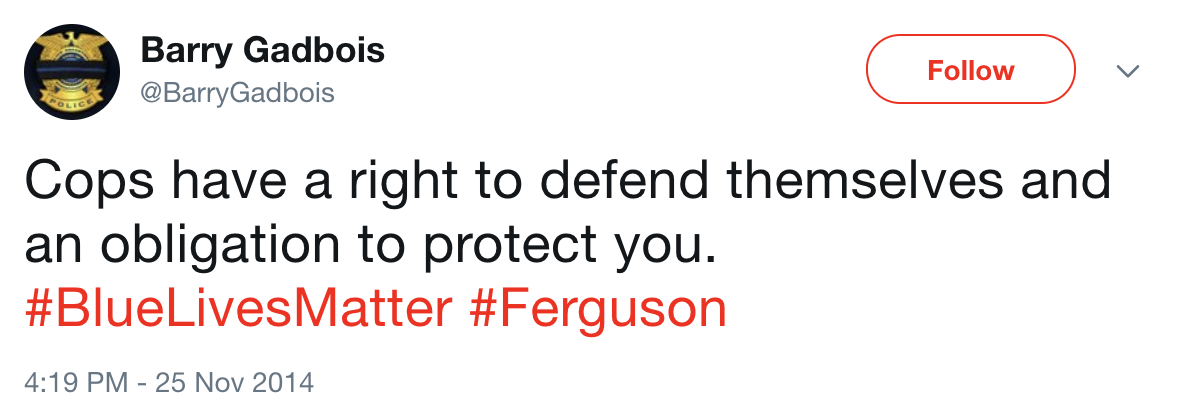 POLICE
Barry Gadbois
@BarryGadbois
Follow
Cops have a right to defend themselves and
an obligation to protect you.
#BlueLivesMatter #Ferguson
4:19 PM - 25 Nov 2014